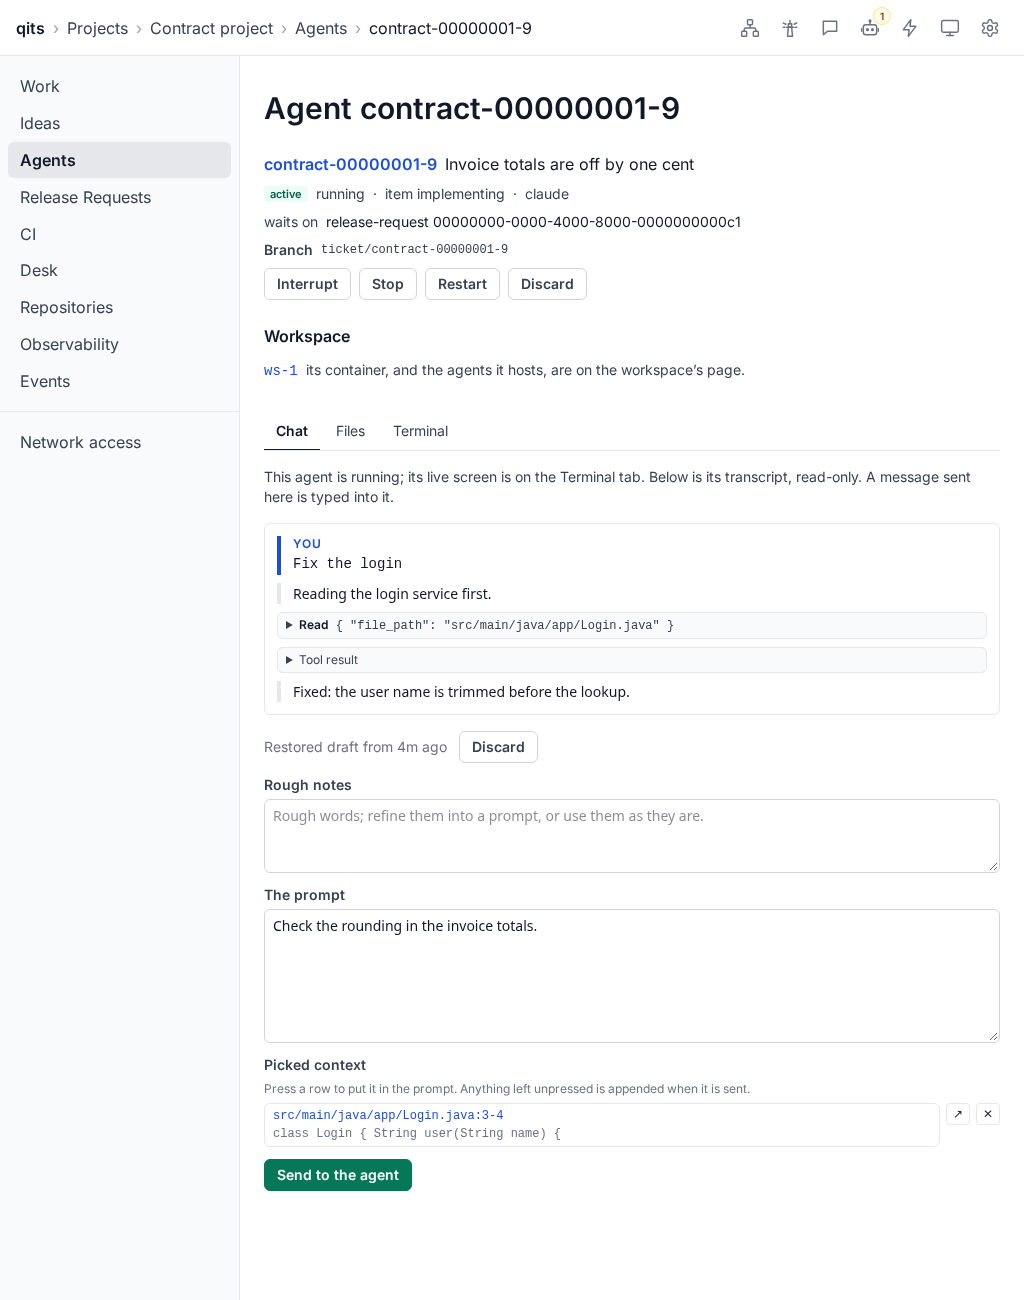 qits › Projects › Contract project › Agents › contract-00000001-9
1
Work
Ideas
Agents
Release Requests
CI
Desk
Repositories
Observability
Events
Network access
Agent contract-00000001-9
contract-00000001-9 Invoice totals are off by one cent
active running · item implementing · claude
waits on release-request 00000000-0000-4000-8000-0000000000c1
Branch ticket/contract-00000001-9
Interrupt Stop Restart Discard
Workspace
ws-1 its container, and the agents it hosts, are on the workspace’s page.
Chat Files Terminal
This agent is running; its live screen is on the Terminal tab. Below is its transcript, read-only. A message sent
here is typed into it.
YOU
Fix the login
Reading the login service first.
Read { "file_path": "src/main/java/app/Login.java" }
Tool result
Fixed: the user name is trimmed before the lookup.
Restored draft from 4m ago Discard
Rough notes
Rough words; refine them into a prompt, or use them as they are.
The prompt
Check the rounding in the invoice totals.
Picked context
Press a row to put it in the prompt. Anything left unpressed is appended when it is sent.
src/main/java/app/Login.java:3-4
class Login { String user(String name) {
Send to the agent